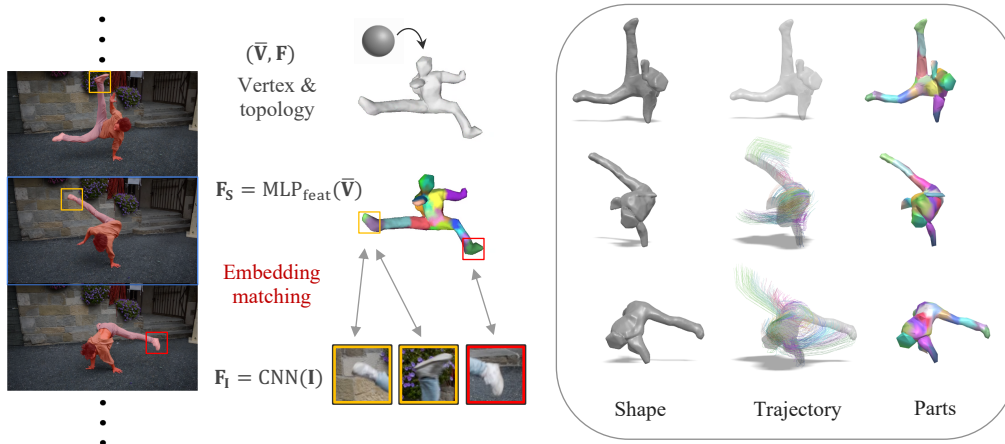 (V̅, F)
Vertex &
topology
F_S = MLP_feat(V̅)
Embedding
matching
F_I = CNN(I)
Shape
Trajectory
Parts